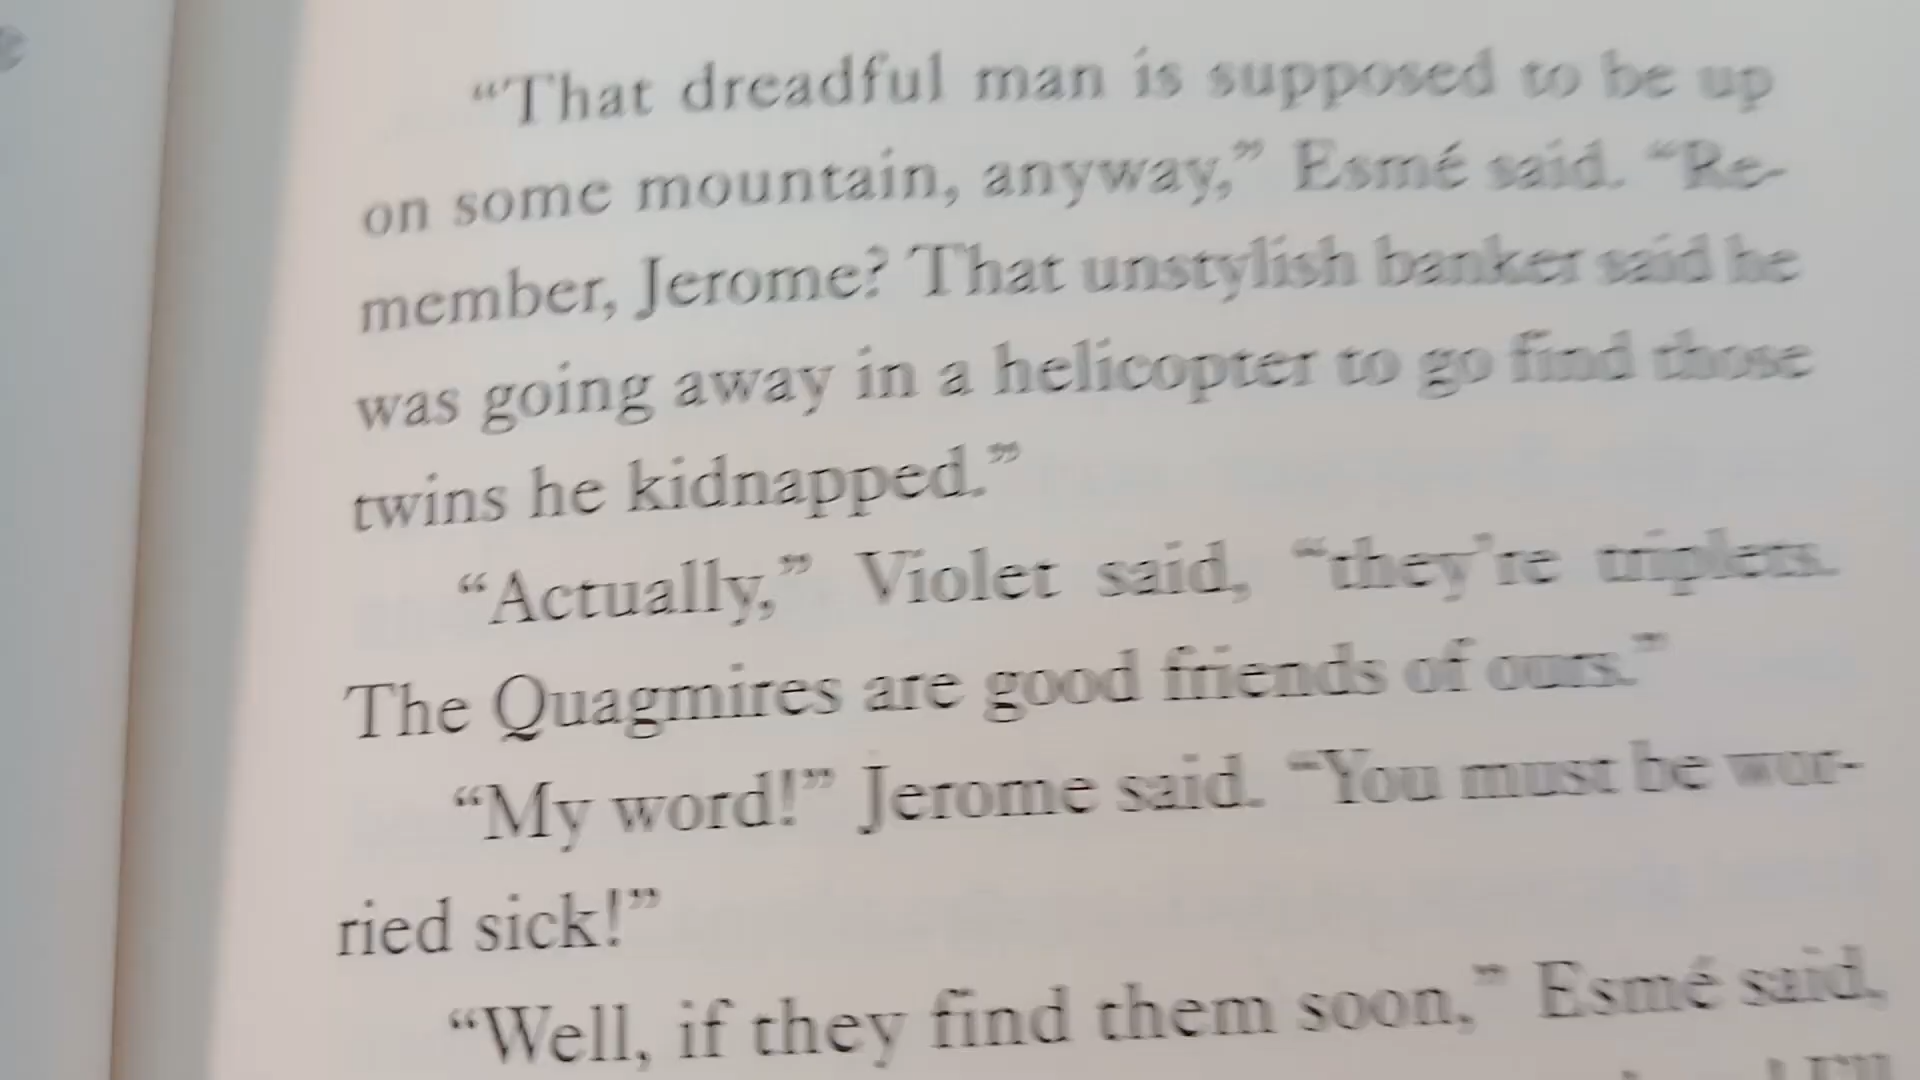 “That dreadful man is supposed to be up
on some mountain, anyway,” Esmé said. “Re-
member, Jerome? That unstylish banker said he
was going away in a helicopter to go find those
twins he kidnapped.”
“Actually,” Violet said, “they’re triplets.
The Quagmires are good friends of ours.”
“My word!” Jerome said. “You must be wor-
ried sick!”
“Well, if they find them soon,” Esmé said,